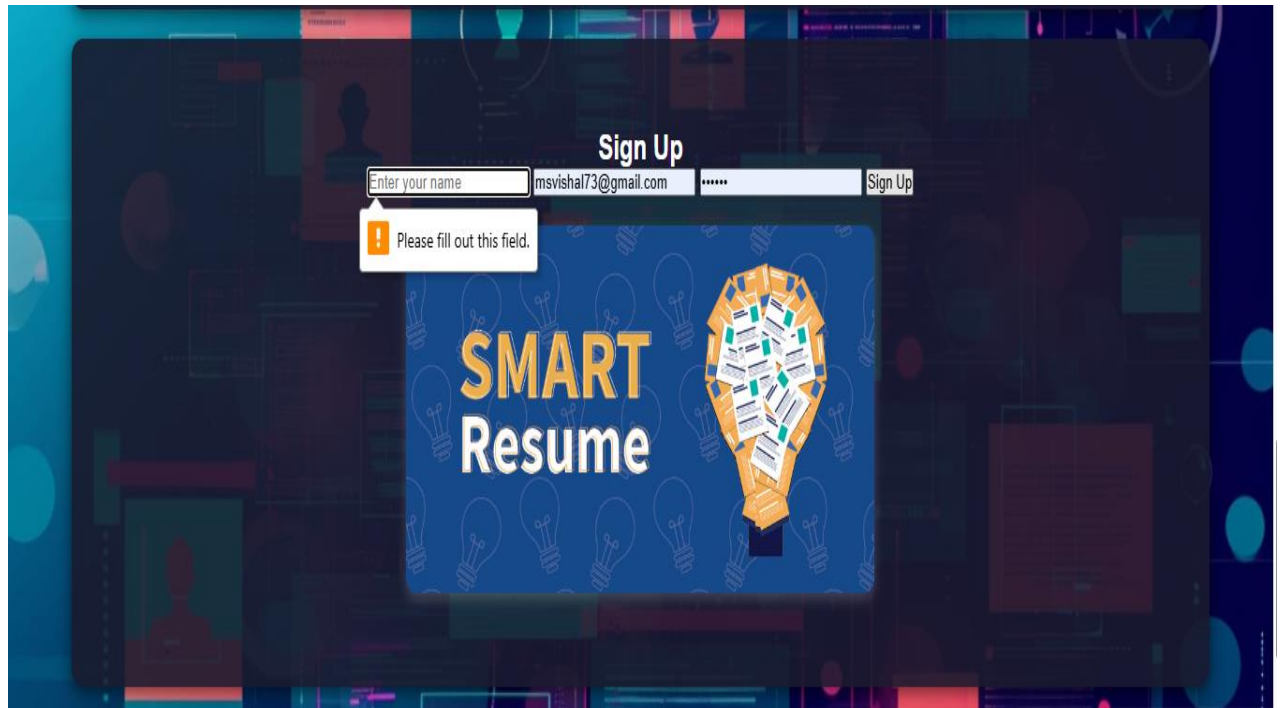 Sign Up
Enter your name msvishal73@gmail.com •••••• Sign Up
! Please fill out this field.
SMART
Resume